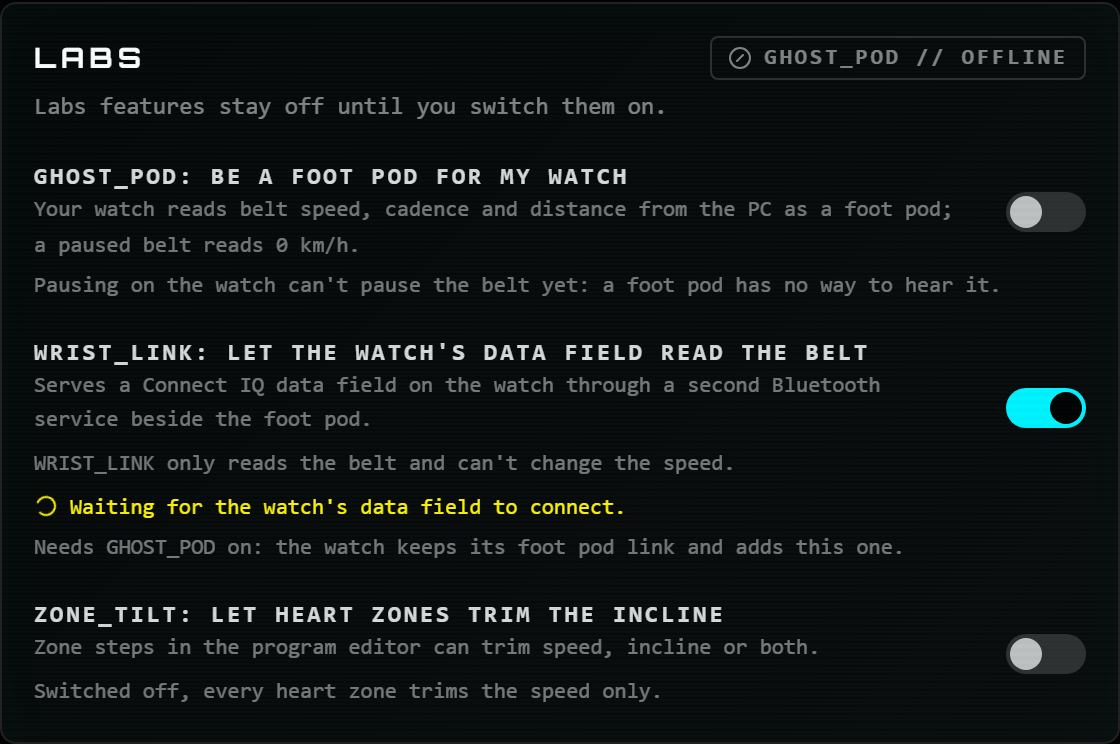 LABS
GHOST_POD // OFFLINE
Labs features stay off until you switch them on.
GHOST_POD: BE A FOOT POD FOR MY WATCH
Your watch reads belt speed, cadence and distance from the PC as a foot pod;
a paused belt reads 0 km/h.
Pausing on the watch can't pause the belt yet: a foot pod has no way to hear it.
WRIST_LINK: LET THE WATCH'S DATA FIELD READ THE BELT
Serves a Connect IQ data field on the watch through a second Bluetooth
service beside the foot pod.
WRIST_LINK only reads the belt and can't change the speed.
Waiting for the watch's data field to connect.
Needs GHOST_POD on: the watch keeps its foot pod link and adds this one.
ZONE_TILT: LET HEART ZONES TRIM THE INCLINE
Zone steps in the program editor can trim speed, incline or both.
Switched off, every heart zone trims the speed only.